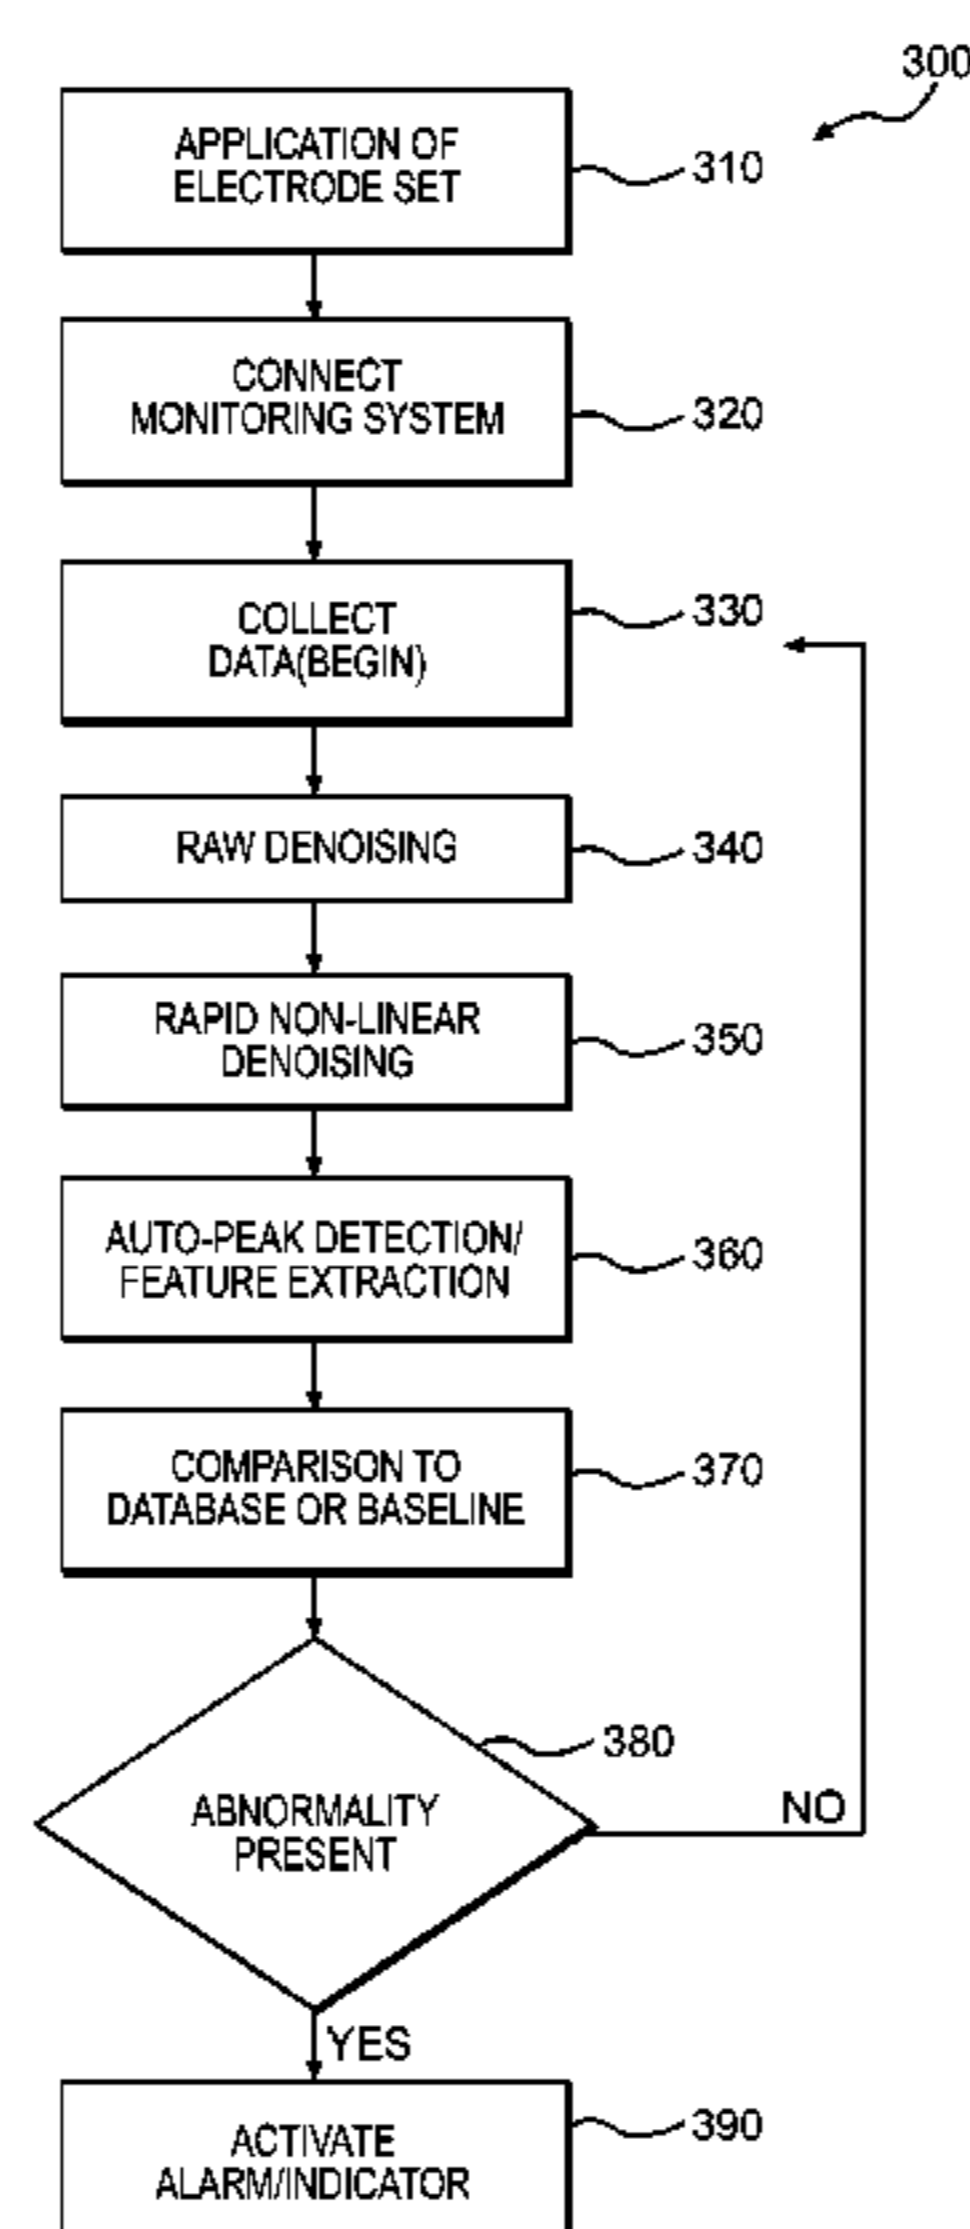 300
APPLICATION OF
ELECTRODE SET
310
CONNECT
MONITORING SYSTEM
320
COLLECT
DATA(BEGIN)
330
RAW DENOISING
340
RAPID NON-LINEAR
DENOISING
350
AUTO-PEAK DETECTION/
FEATURE EXTRACTION
360
COMPARISON TO
DATABASE OR BASELINE
370
380
ABNORMALITY
PRESENT
NO
YES
ACTIVATE
ALARM/INDICATOR
390